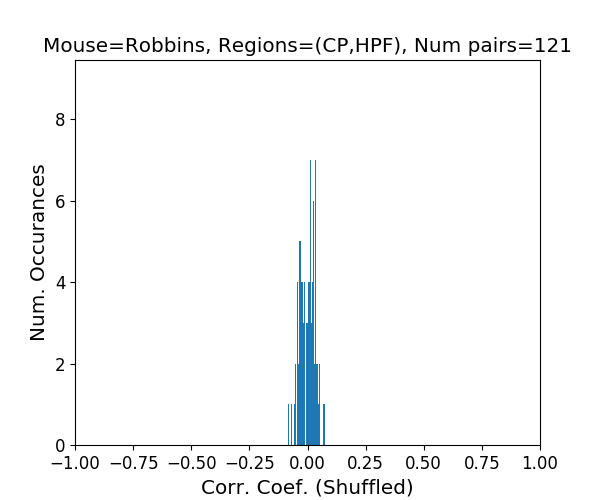 Mouse=Robbins, Regions=(CP,HPF), Num pairs=121
8
6
4
2
0
Num. Occurances
−1.00 −0.75 −0.50 −0.25 0.00 0.25 0.50 0.75 1.00
Corr. Coef. (Shuffled)